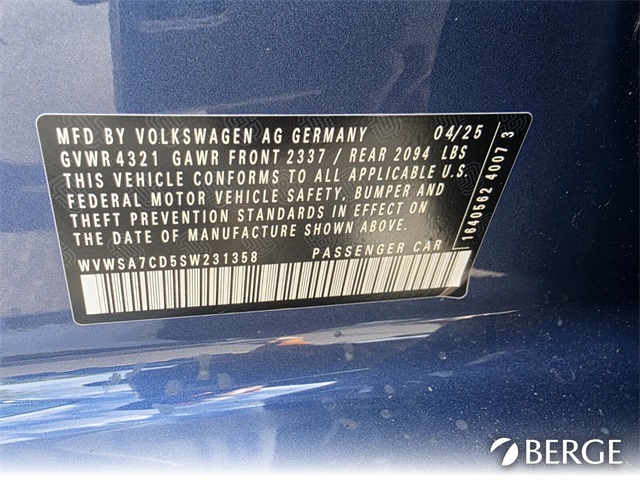 MFD BY VOLKSWAGEN AG GERMANY 04/25
GVWR 4321 GAWR FRONT 2337 / REAR 2094 LBS
THIS VEHICLE CONFORMS TO ALL APPLICABLE U.S.
FEDERAL MOTOR VEHICLE SAFETY, BUMPER AND
THEFT PREVENTION STANDARDS IN EFFECT ON
THE DATE OF MANUFACTURE SHOWN ABOVE.
WVWSA7CD5SW231358 PASSENGER CAR
1640562 4007 3
BERGE